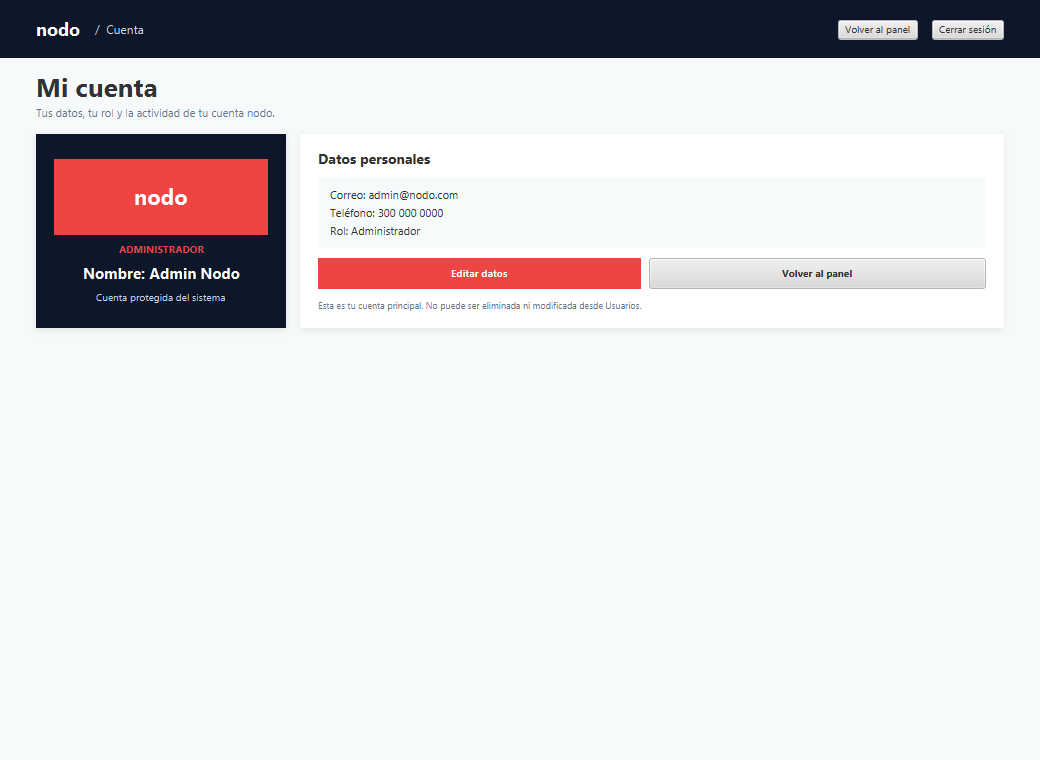 nodo / Cuenta Volver al panel Cerrar sesión
Mi cuenta
Tus datos, tu rol y la actividad de tu cuenta nodo.
nodo
ADMINISTRADOR
Nombre: Admin Nodo
Cuenta protegida del sistema
Datos personales
Correo: admin@nodo.com
Teléfono: 300 000 0000
Rol: Administrador
Editar datos Volver al panel
Esta es tu cuenta principal. No puede ser eliminada ni modificada desde Usuarios.